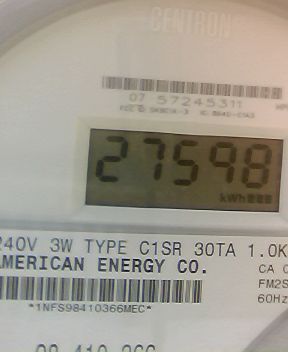 CENTRON
07 57245311
27598
kWh
240V 3W TYPE C1SR 30TA 1.0K
AMERICAN ENERGY CO.
CA
FM2S
60Hz
*1NFS98410366MEC*